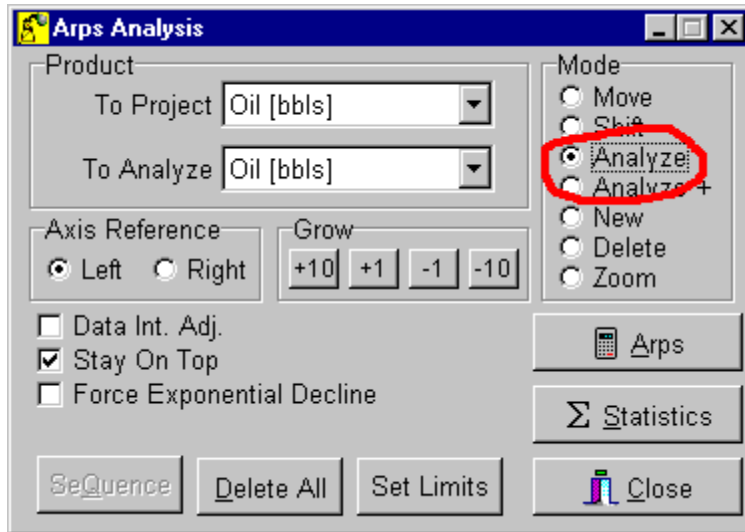 Arps Analysis
Product
To Project Oil [bbls]
To Analyze Oil [bbls]
Mode
Move
Shift
Analyze
Analyze +
New
Delete
Zoom
Axis Reference
Left Right
Grow
+10 +1 -1 -10
Data Int. Adj.
Stay On Top
Force Exponential Decline
Arps
Σ Statistics
SeQuence Delete All Set Limits Close